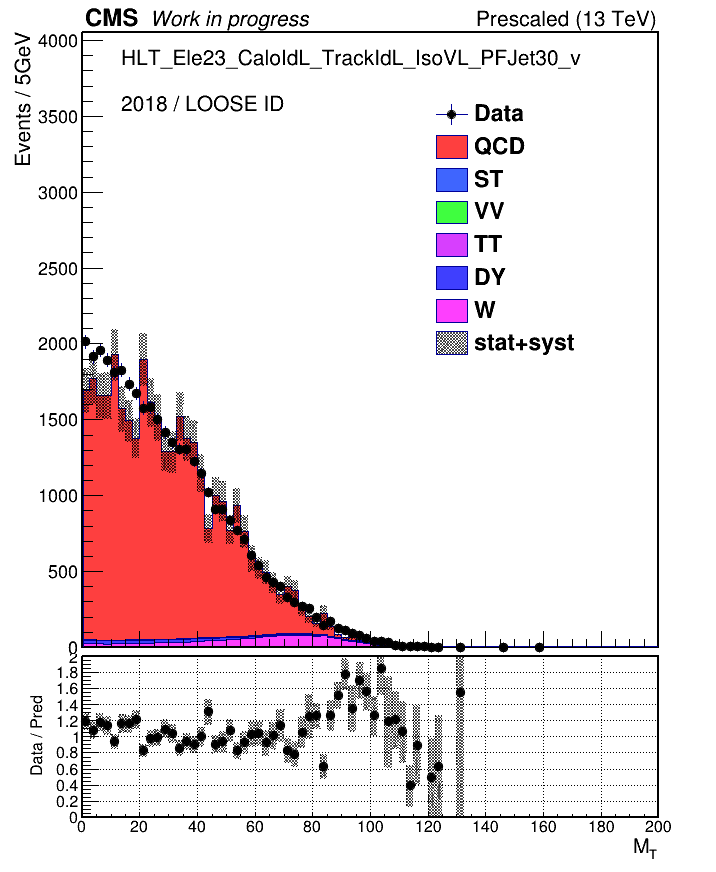 CMS Work in progress Prescaled (13 TeV)
Events / 5GeV
4000
3500
3000
2500
2000
1500
1000
500
0
HLT_Ele23_CaloIdL_TrackIdL_IsoVL_PFJet30_v
2018 / LOOSE ID
Data
QCD
ST
VV
TT
DY
W
stat+syst
Data / Pred
2
1.8
1.6
1.4
1.2
1
0.8
0.6
0.4
0.2
0
0 20 40 60 80 100 120 140 160 180 200
M_T